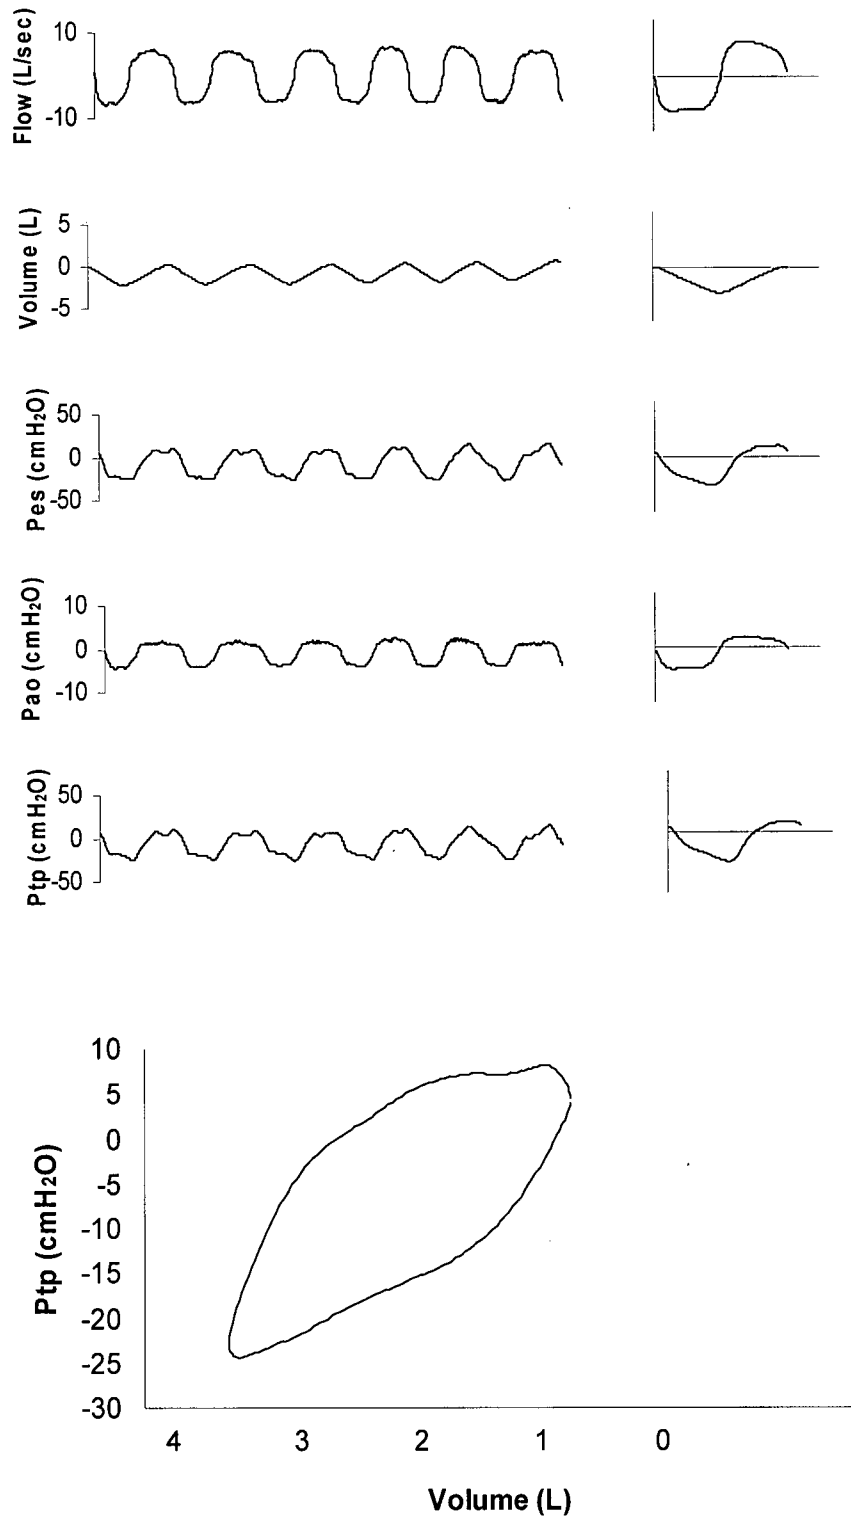 Flow (L/sec)
10
-10
Volume (L)
5
0
-5
Pes (cmH₂O)
50
0
-50
Pao (cmH₂O)
10
0
-10
Ptp (cmH₂O)
50
0
-50
Ptp (cmH₂O)
10
5
0
-5
-10
-15
-20
-25
-30
4 3 2 1 0
Volume (L)